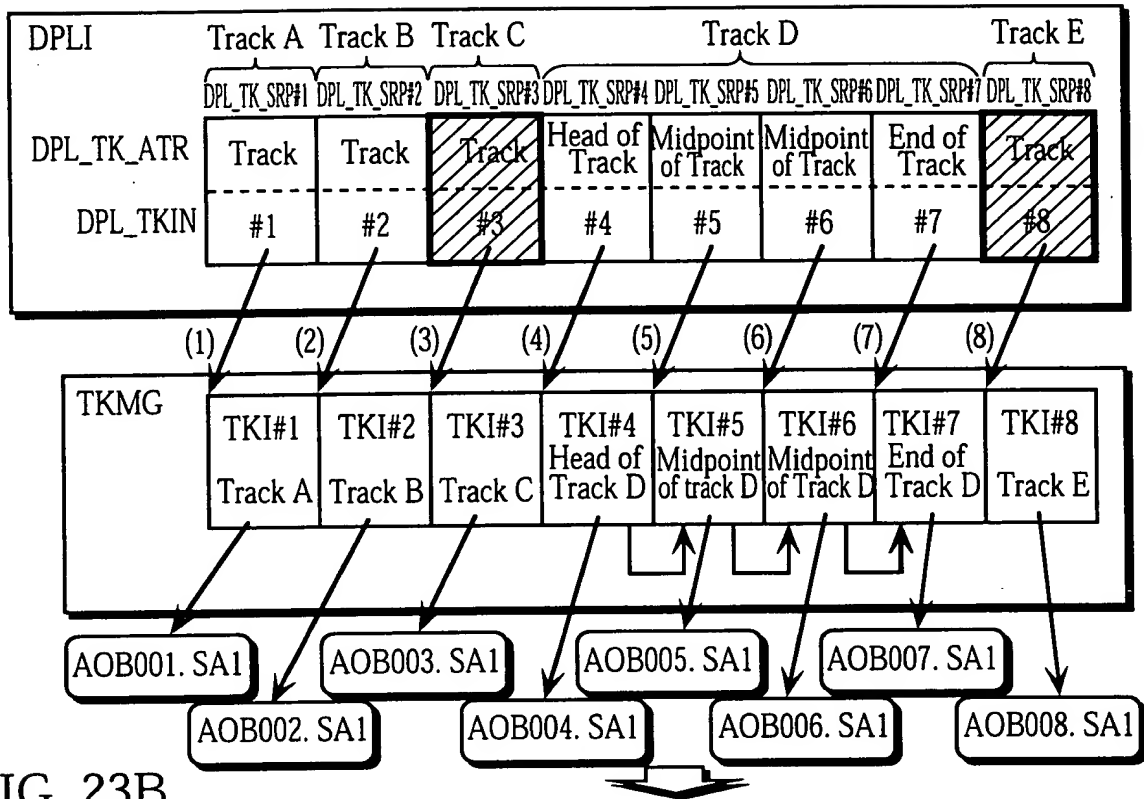 DPLI
Track A Track B Track C Track D Track E
DPL_TK_SRP#1 DPL_TK_SRP#2 DPL_TK_SRP#3 DPL_TK_SRP#4 DPL_TK_SRP#5 DPL_TK_SRP#6 DPL_TK_SRP#7 DPL_TK_SRP#8
DPL_TK_ATR Track Track Track Head of Track Midpoint of Track Midpoint of Track End of Track Track
DPL_TKIN #1 #2 #3 #4 #5 #6 #7 #8
(1) (2) (3) (4) (5) (6) (7) (8)
TKMG
TKI#1 TKI#2 TKI#3 TKI#4 TKI#5 TKI#6 TKI#7 TKI#8
Track A Track B Track C Head of Track D Midpoint of track D Midpoint of Track D End of Track D Track E
AOB001. SA1 AOB003. SA1 AOB005. SA1 AOB007. SA1
AOB002. SA1 AOB004. SA1 AOB006. SA1 AOB008. SA1
IG. 23B